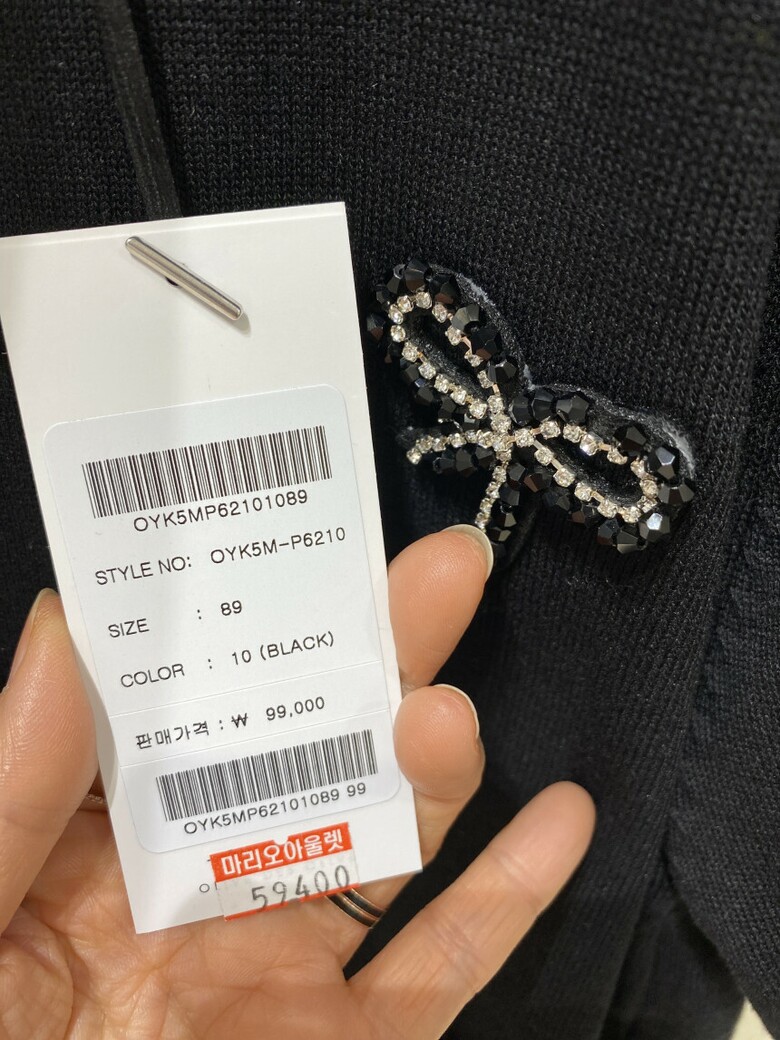 OYK5MP62101089
STYLE NO: OYK5M-P6210
SIZE : 89
COLOR : 10 (BLACK)
판매가격 : ₩ 99,000
OYK5MP62101089 99
마리오아울렛
59400